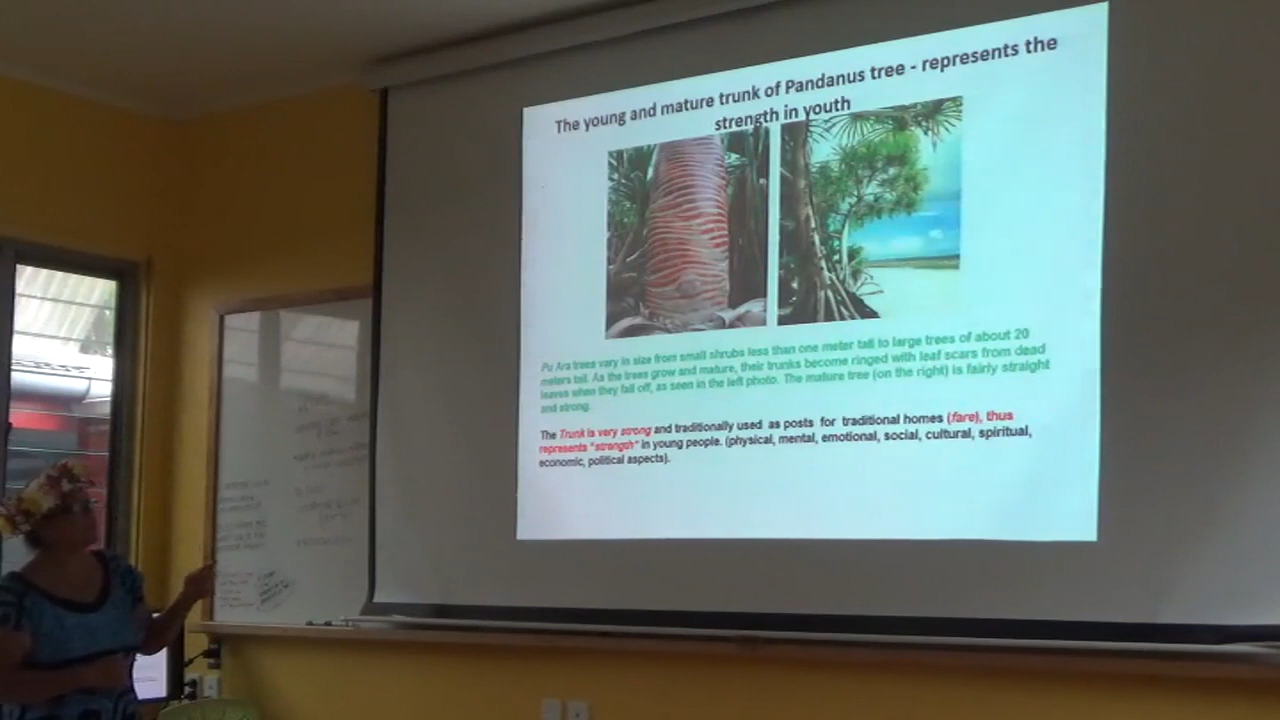 The young and mature trunk of Pandanus tree - represents the
strength in youth
Pu Ara trees vary in size from small shrubs less than one meter tall to large trees of about 20
meters tall. As the trees grow and mature, their trunks become ringed with leaf scars from dead
leaves when they fall off, as seen in the left photo. The mature tree (on the right) is fairly straight
and strong.
The Trunk is very strong and traditionally used as posts for traditional homes (fare), thus
represents "strength" in young people. (physical, mental, emotional, social, cultural, spiritual,
economic, political aspects).